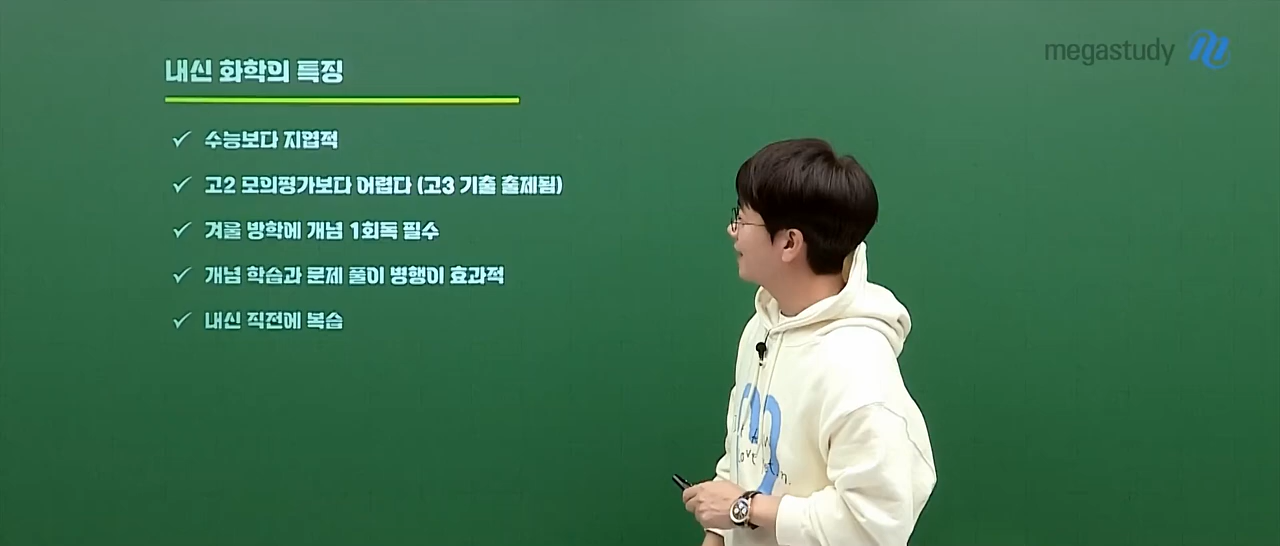 megastudy
내신 화학의 특징
✓ 수능보다 지엽적
✓ 고2 모의평가보다 어렵다 (고3 기출 출제됨)
✓ 겨울 방학에 개념 1회독 필수
✓ 개념 학습과 문제 풀이 병행이 효과적
✓ 내신 직전에 복습